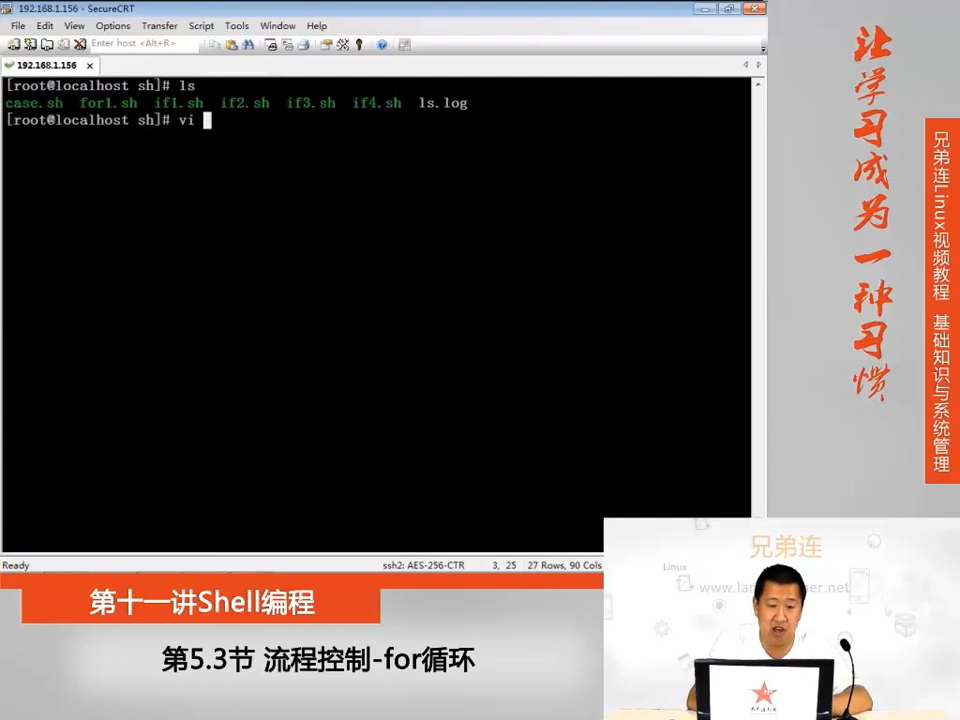 192.168.1.156 - SecureCRT
File Edit View Options Transfer Script Tools Window Help
Enter host <Alt+R>
192.168.1.156
[root@localhost sh]# ls
case.sh for1.sh if1.sh if2.sh if3.sh if4.sh ls.log
[root@localhost sh]# vi
Ready ssh2: AES-256-CTR 3, 25 27 Rows, 90 Cols
让学习成为一种习惯
兄弟连Linux视频教程 基础知识与系统管理
第十一讲Shell编程
第5.3节 流程控制-for循环
兄弟连
Linux